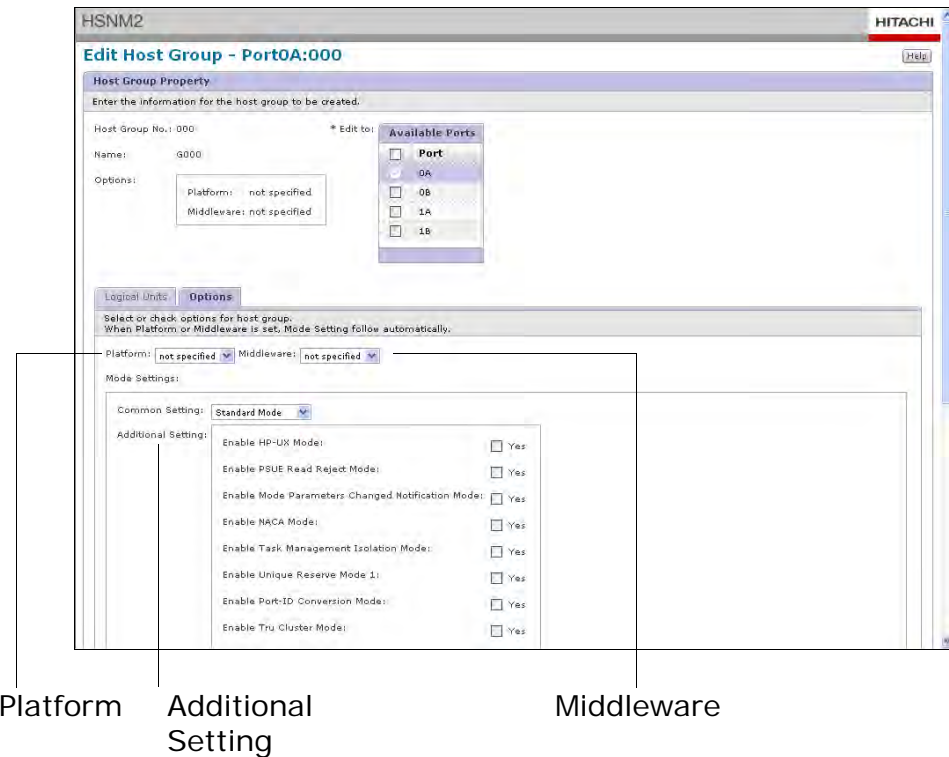 HSNM2
HITACHI
Edit Host Group - Port0A:000
Help
Host Group Property
Enter the information for the host group to be created.
Host Group No.: 000
* Edit to:
Available Ports
Name: G000
Port
0A
Options:
Platform: not specified
0B
Middleware: not specified
1A
1B
Logical Units
Options
Select or check options for host group.
When Platform or Middleware is set, Mode Setting follow automatically.
Platform: not specified Middleware: not specified
Mode Settings:
Common Setting: Standard Mode
Additional Setting:
Enable HP-UX Mode: Yes
Enable PSUE Read Reject Mode: Yes
Enable Mode Parameters Changed Notification Mode: Yes
Enable NACA Mode: Yes
Enable Task Management Isolation Mode: Yes
Enable Unique Reserve Mode 1: Yes
Enable Port-ID Conversion Mode: Yes
Enable Tru Cluster Mode: Yes
Platform
Additional
Setting
Middleware